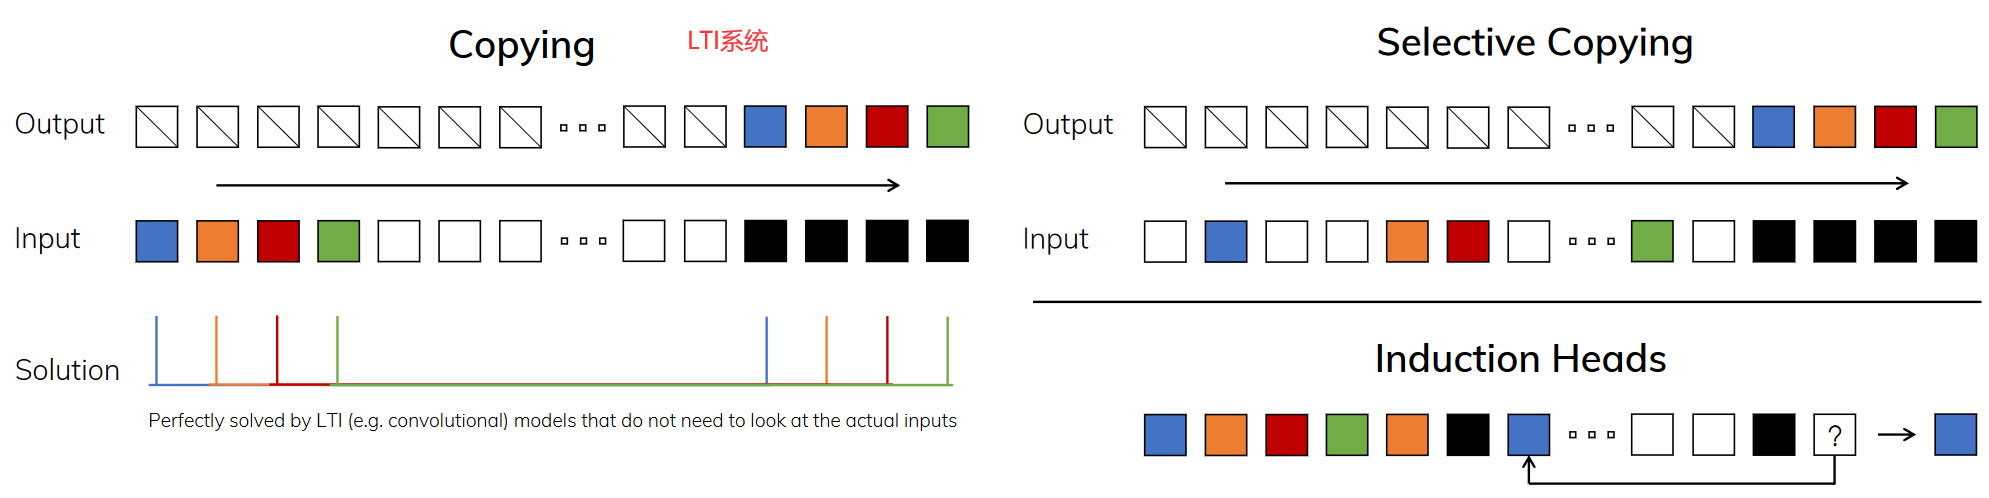 Copying
LTI系统
Output
Input
Solution
Perfectly solved by LTI (e.g. convolutional) models that do not need to look at the actual inputs
Selective Copying
Output
Input
Induction Heads
?